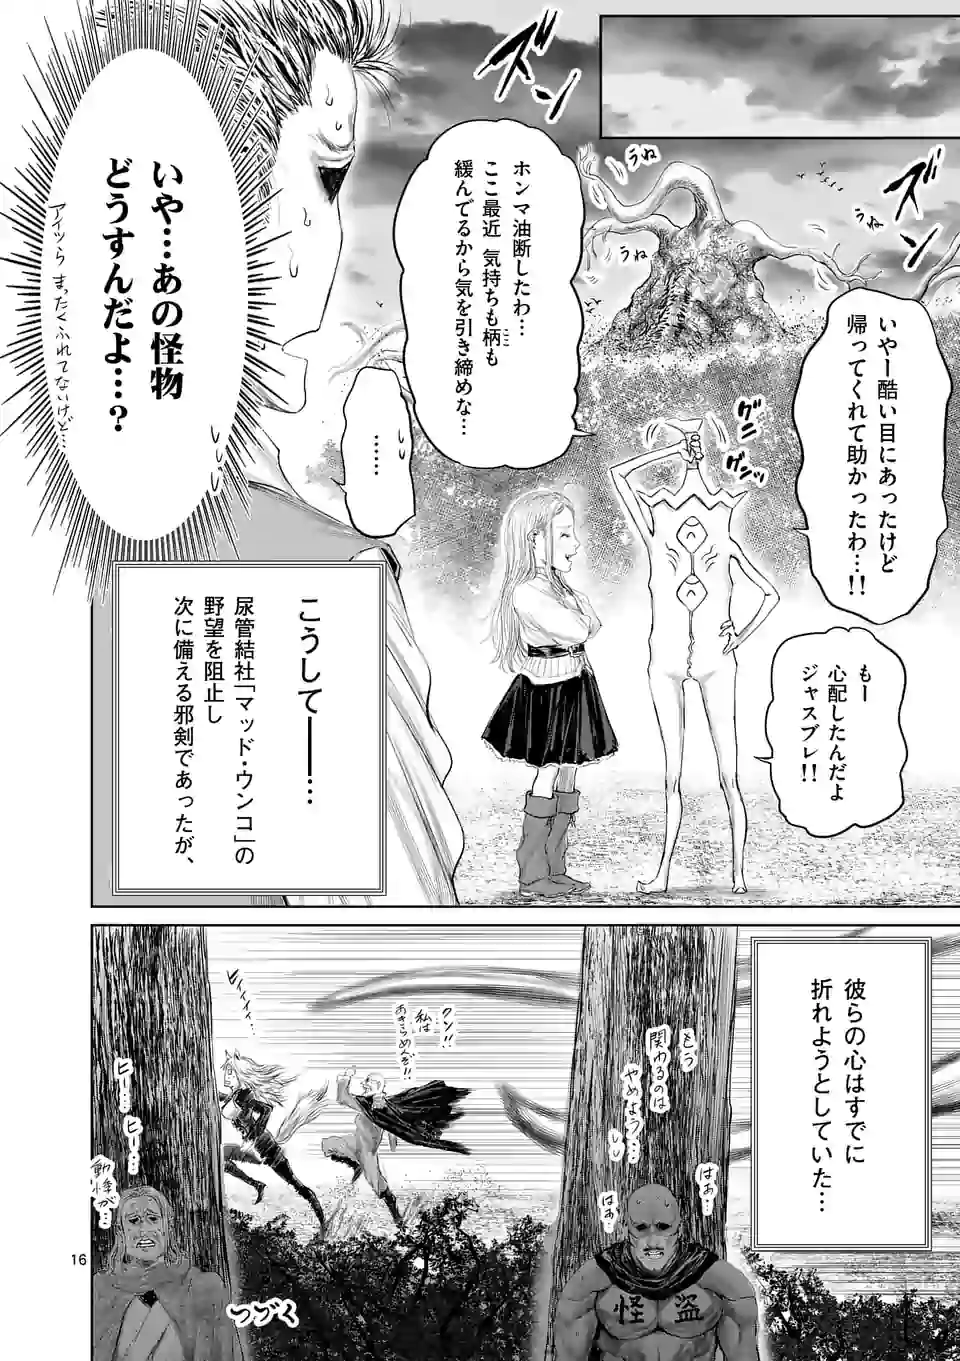 ズ
ン
ズ
ン
うね
うね
うね
いやー酷い目にあったけど
帰ってくれて助かったわ…!!
ホンマ油断したわ…
ここ最近 気持ちも柄も
緩んでるから気を引き締めな…
こここ
グニ
グニッ
もー
心配したんだよ
ジャスブレ!!
……
いや…あの怪物
どうすんだよ…?
アイツら まったくふれてないけど…
こうして――…
尿管結社「マッド・ウンコ」の
野望を阻止し
次に備える邪剣であったが、
彼らの心はすでに
折れようとしていた…
もう
関わるのは
やめよう…
はぁ…
はぁ…
クソ!!
私は
あきらめんぞ!!
ヒー…
ヒー…
動悸が…
怪盗
つづく
16